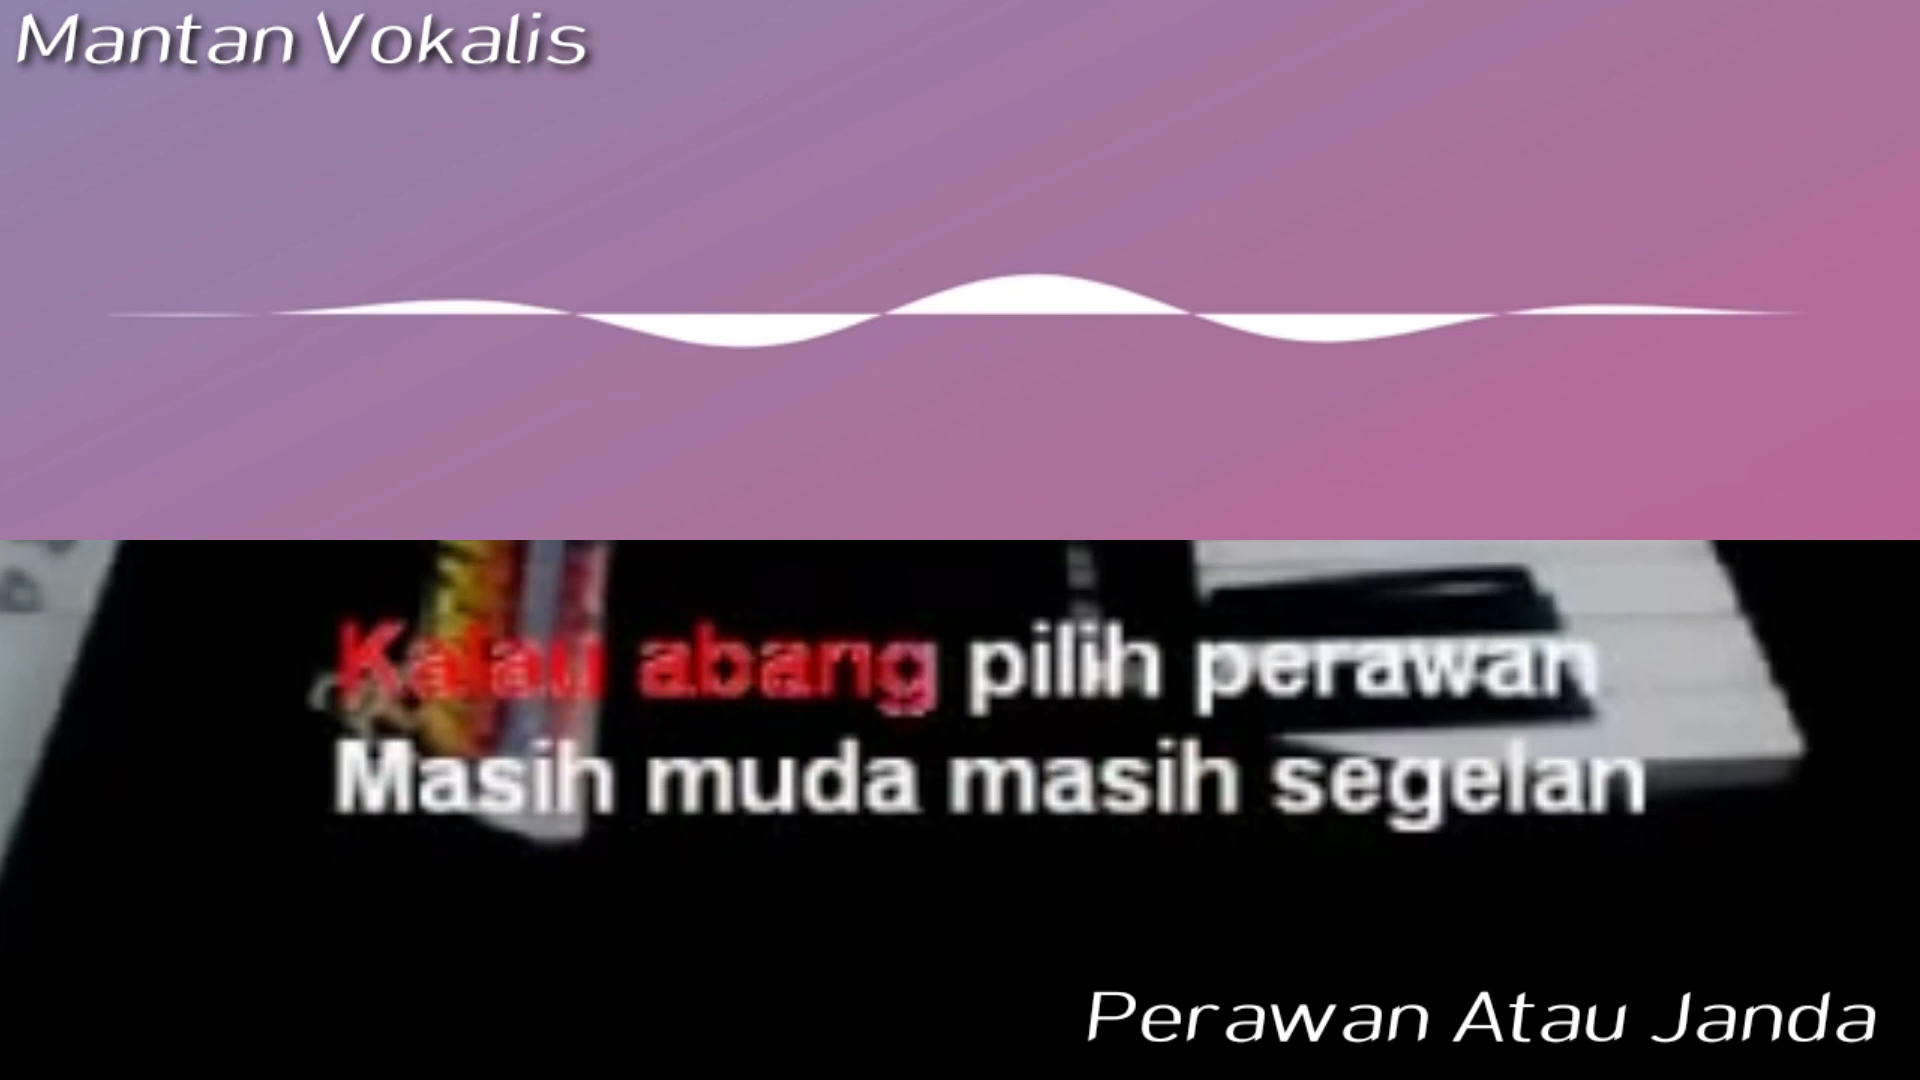 Mantan Vokalis
Kalau abang pilih perawan
Masih muda masih segelan
Perawan Atau Janda